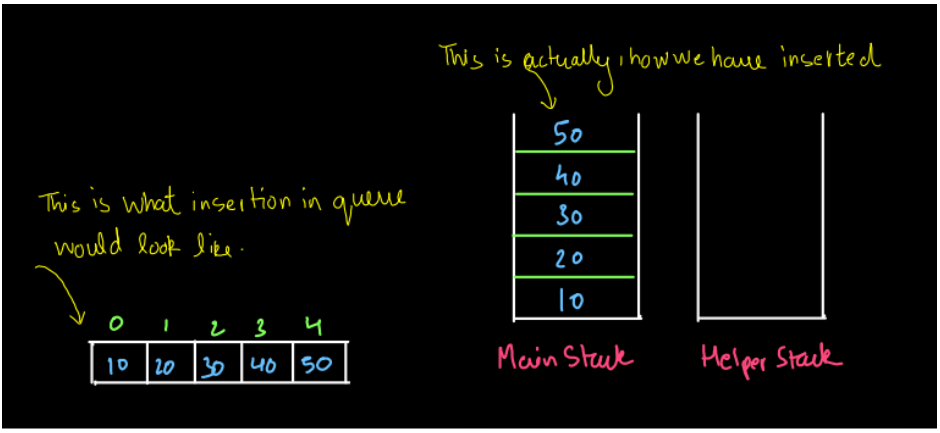 This is actually, how we have inserted
50
40
30
20
10
This is what insertion in queue
would look like.
0 1 2 3 4
10 20 30 40 50
Main Stack Helper Stack